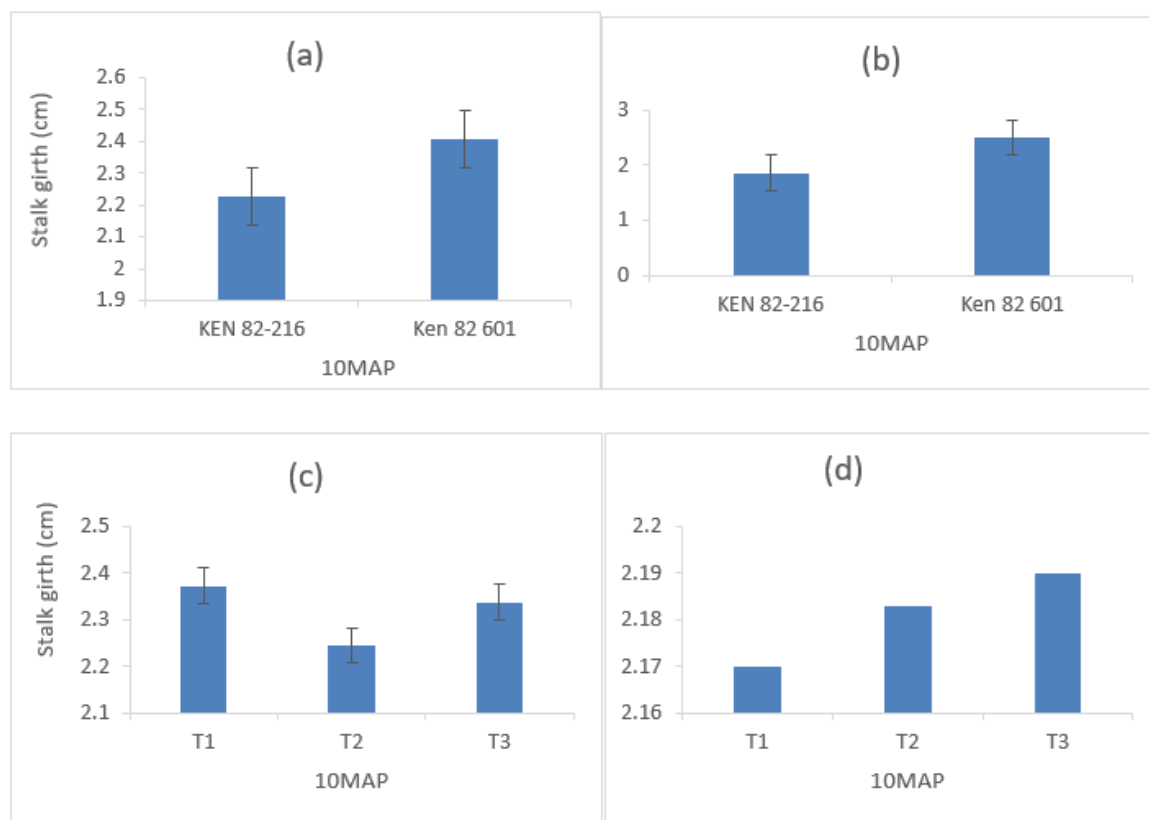 (a)
Stalk girth (cm)
2.6
2.5
2.4
2.3
2.2
2.1
2
1.9
KEN 82-216 Ken 82 601
10MAP
(b)
3
2
1
0
KEN 82-216 Ken 82 601
10MAP
(c)
Stalk girth (cm)
2.5
2.4
2.3
2.2
2.1
T1 T2 T3
10MAP
(d)
2.2
2.19
2.18
2.17
2.16
T1 T2 T3
10MAP